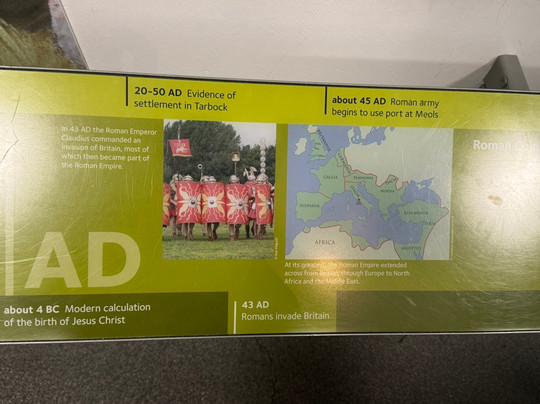 20–50 AD Evidence of
settlement in Tarbock
about 45 AD Roman army
begins to use port at Meols
In 43 AD the Roman Emperor
Claudius commanded an
invasion of Britain, most of
which then became part of
the Roman Empire.
Roman
AFRICA
At its greatest, the Roman Empire extended
across from Britain, through Europe to North
Africa and the Middle East.
AD
about 4 BC Modern calculation
of the birth of Jesus Christ
43 AD
Romans invade Britain